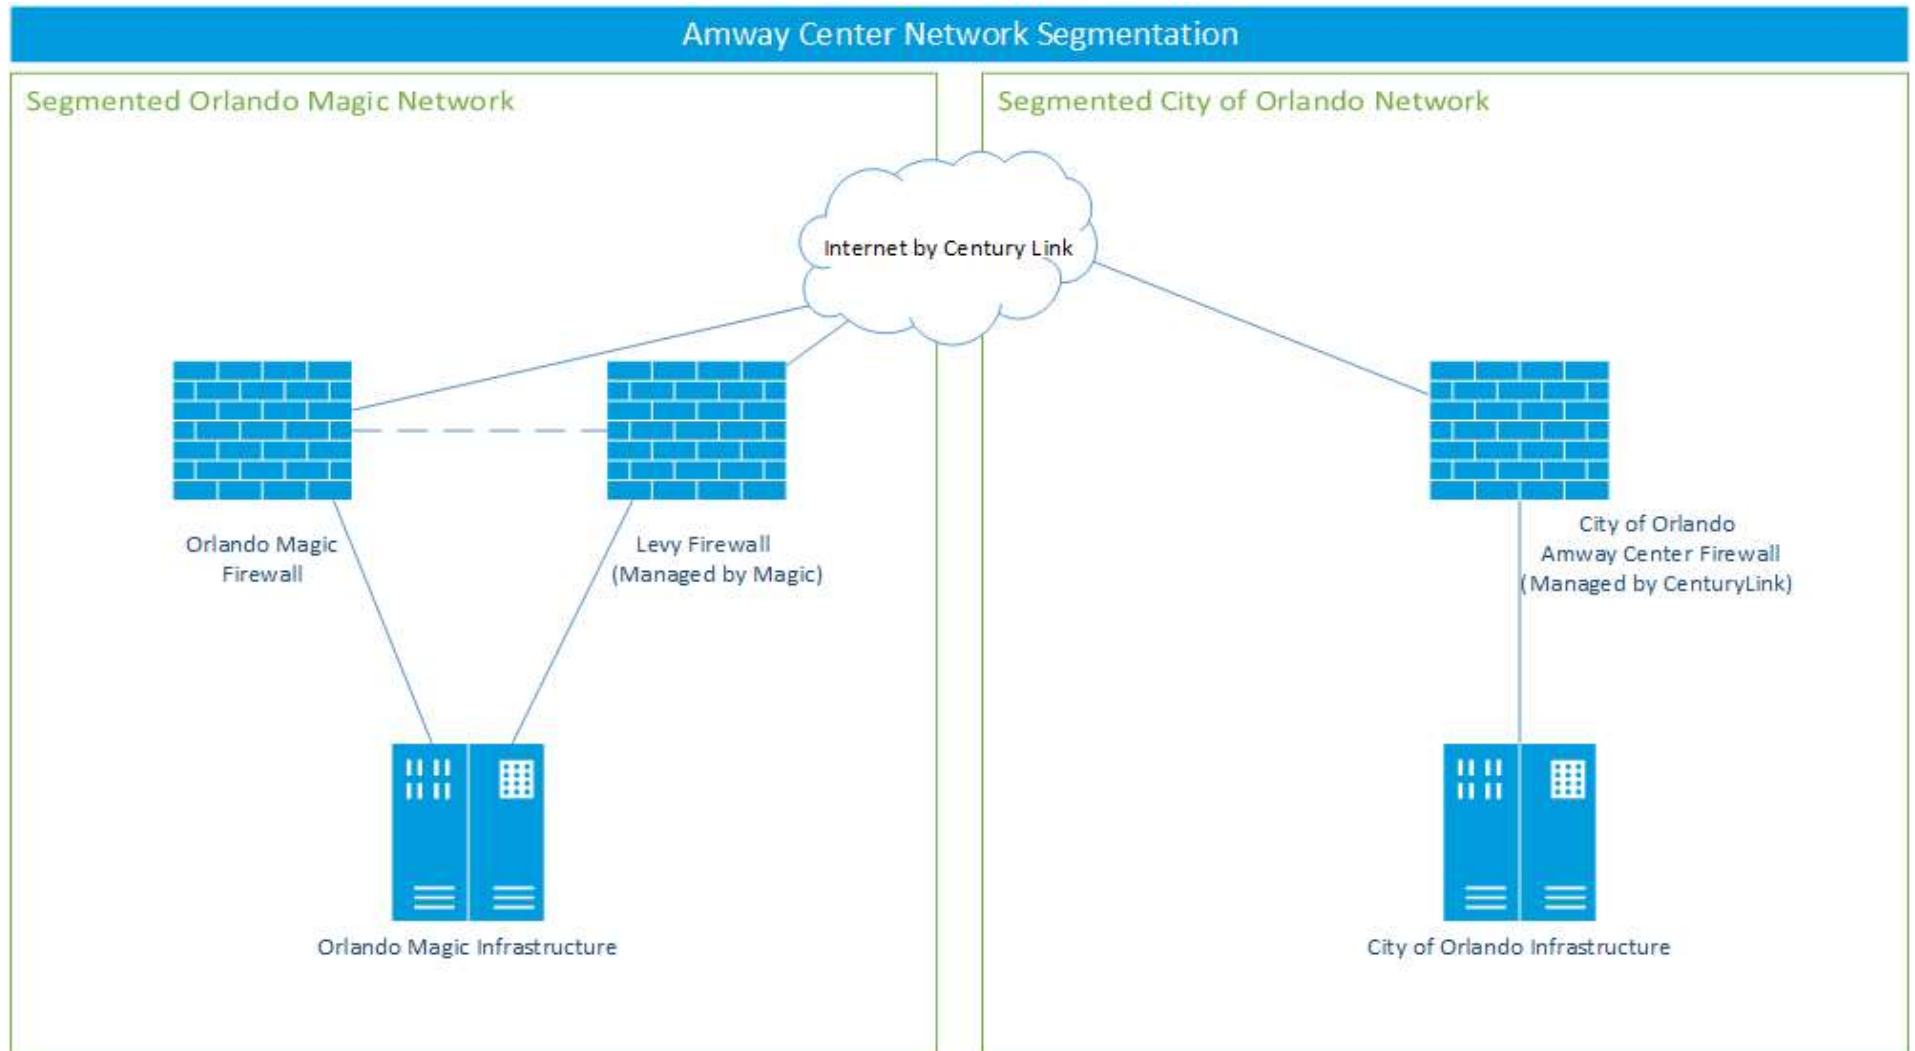 Amway Center Network Segmentation
Segmented Orlando Magic Network
Segmented City of Orlando Network
Internet by Century Link
Orlando Magic
Firewall
Levy Firewall
(Managed by Magic)
City of Orlando
Amway Center Firewall
(Managed by CenturyLink)
Orlando Magic Infrastructure
City of Orlando Infrastructure